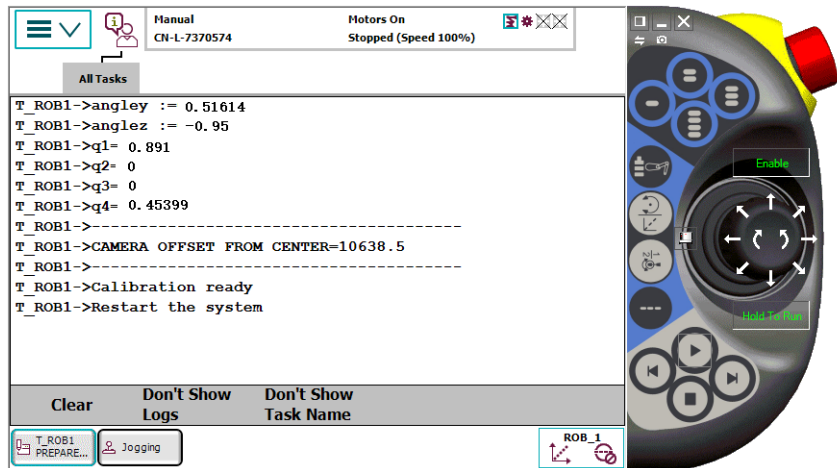 Manual
CN-L-7370574
Motors On
Stopped (Speed 100%)
All Tasks
T_ROB1->angley := 0.51614
T_ROB1->anglez := -0.95
T_ROB1->q1= 0.891
T_ROB1->q2= 0
T_ROB1->q3= 0
T_ROB1->q4= 0.45399
T_ROB1->----------------------------------------
T_ROB1->CAMERA OFFSET FROM CENTER=10638.5
T_ROB1->----------------------------------------
T_ROB1->Calibration ready
T_ROB1->Restart the system
Clear
Don't Show
Logs
Don't Show
Task Name
T_ROB1
PREPARE...
Jogging
ROB_1
Enable
Hold To Run